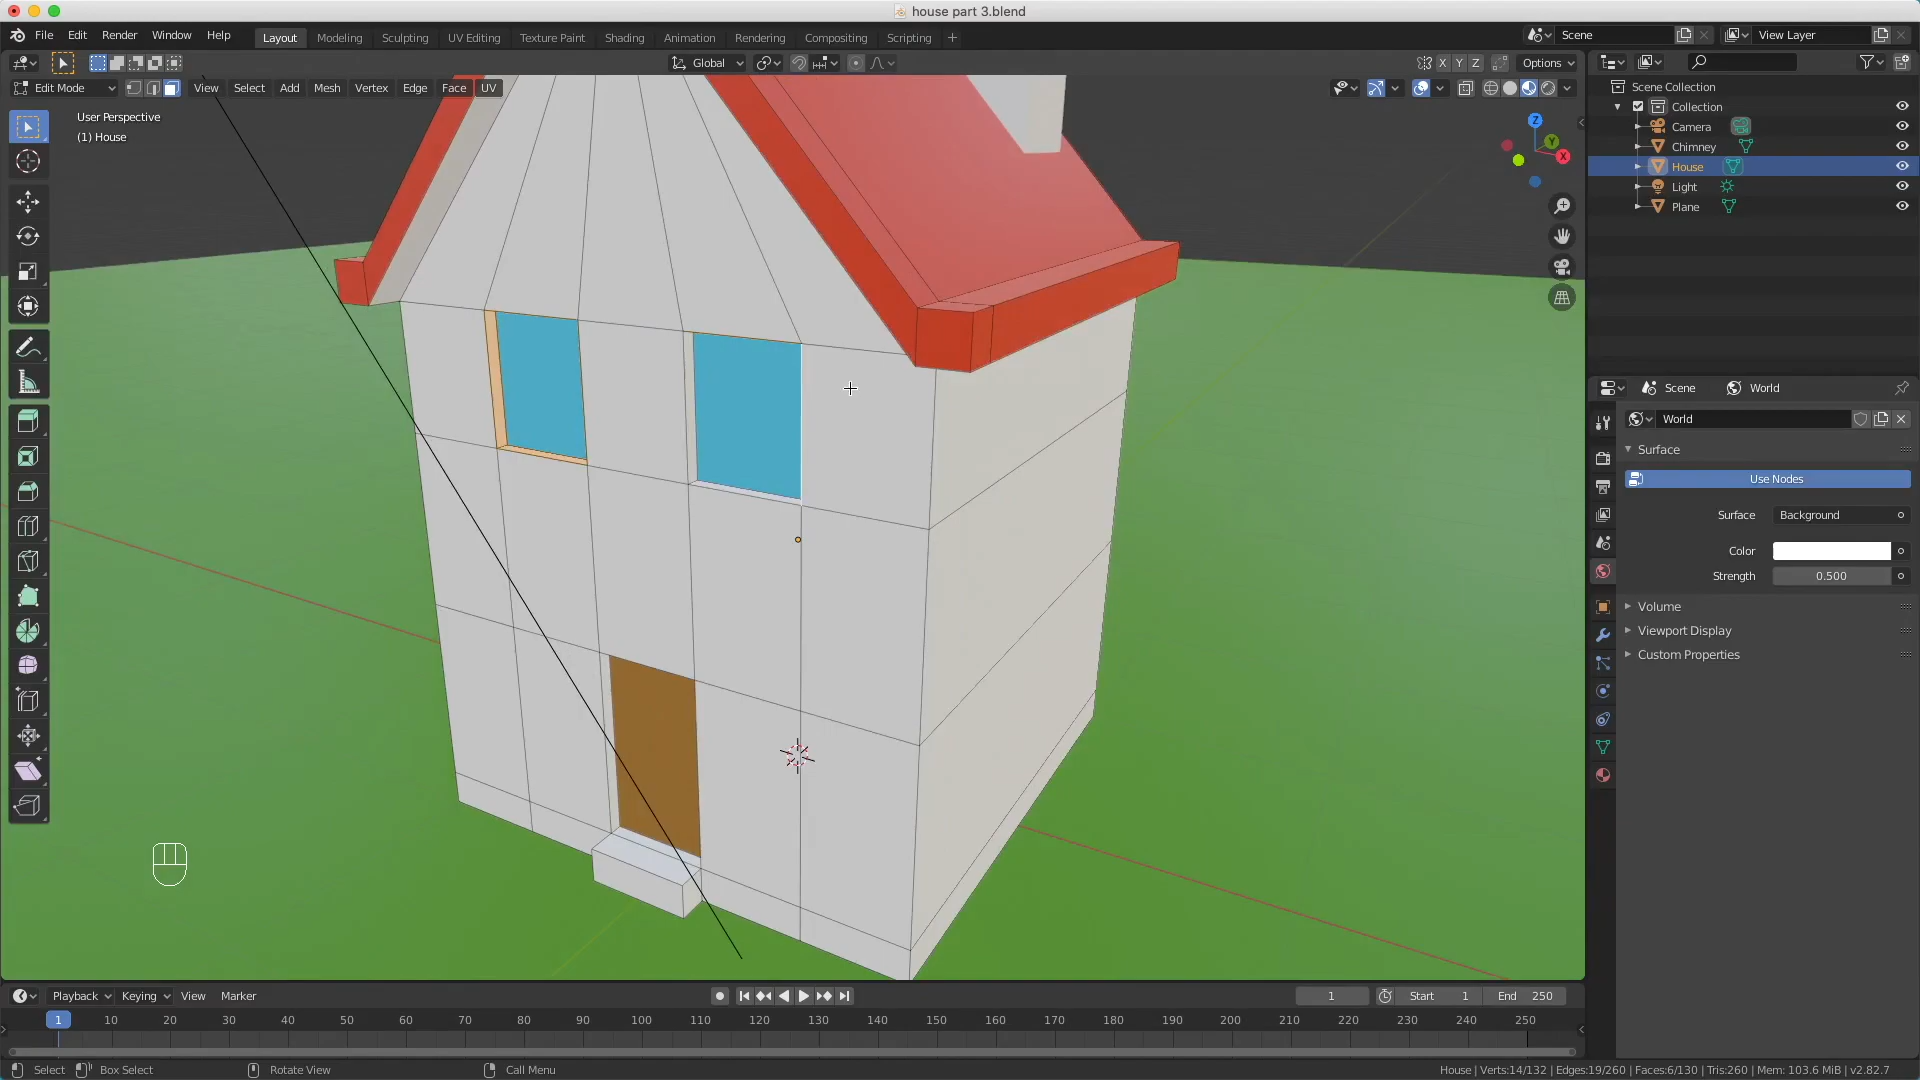 house part 3.blend
File Edit Render Window Help Layout Modeling Sculpting UV Editing Texture Paint Shading Animation Rendering Compositing Scripting + Scene View Layer
Global X Y Z Options
Edit Mode View Select Add Mesh Vertex Edge Face UV
User Perspective
(1) House
Z
Y
X
Scene Collection
Collection
Camera
Chimney
House
Light
Plane
Scene World
World
Surface
Use Nodes
Surface Background
Color
Strength 0.500
Volume
Viewport Display
Custom Properties
Playback Keying View Marker 1 Start 1 End 250
1 10 20 30 40 50 60 70 80 90 100 110 120 130 140 150 160 170 180 190 200 210 220 230 240 250
Select Box Select Rotate View Call Menu House | Verts:14/132 | Edges:19/260 | Faces:6/130 | Tris:260 | Mem: 103.6 MiB | v2.82.7